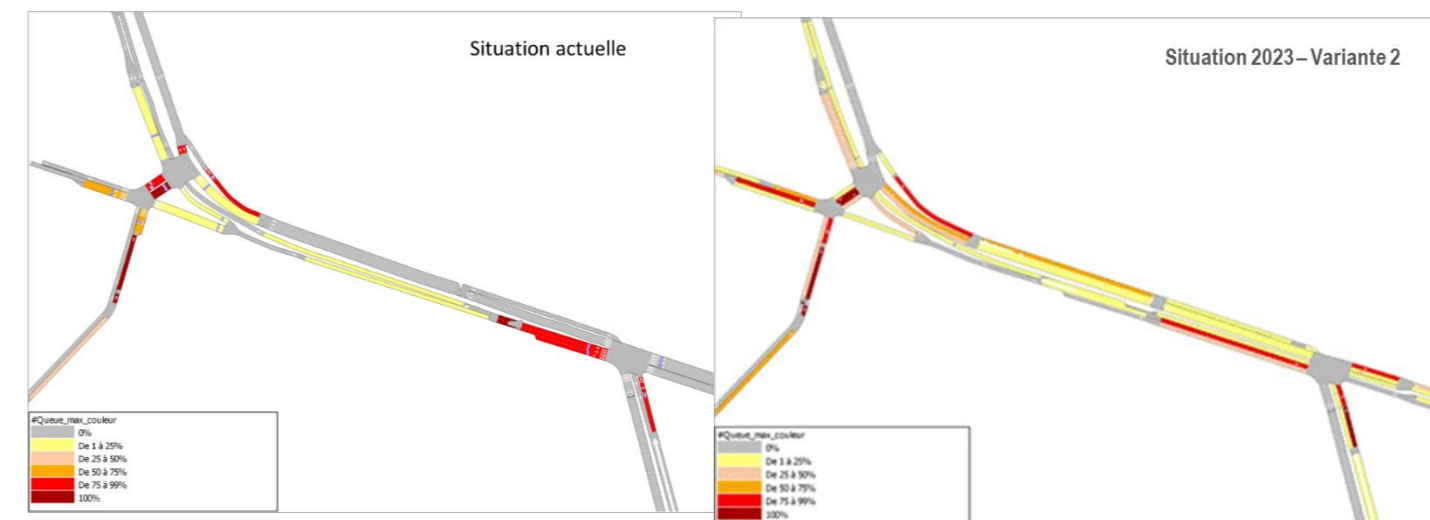 Situation actuelle
Situation 2023 – Variante 2
#Queue_max_couleur
0%
De 1 à 25%
De 25 à 50%
De 50 à 75%
De 75 à 99%
100%
#Queue_max_couleur
0%
De 1 à 25%
De 25 à 50%
De 50 à 75%
De 75 à 99%
100%